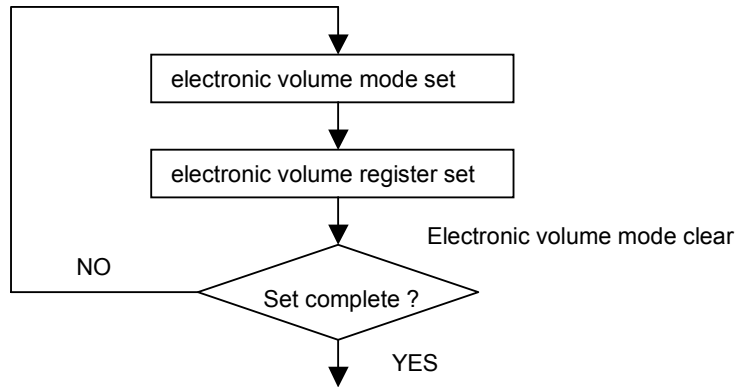 electronic volume mode set
electronic volume register set
Electronic volume mode clear
NO
Set complete ?
YES